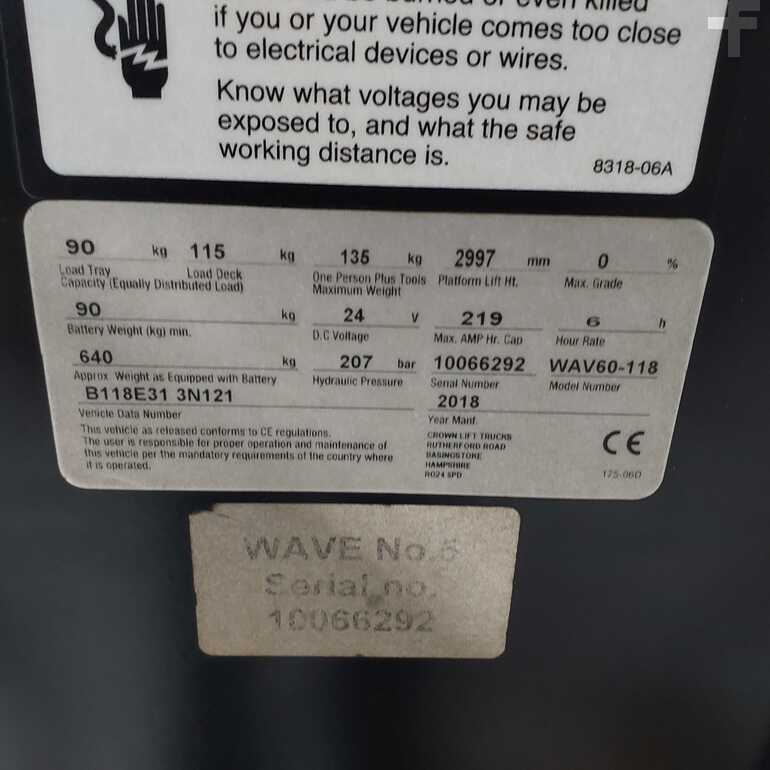 if you or your vehicle comes too close
to electrical devices or wires.
Know what voltages you may be
exposed to, and what the safe
working distance is.
8318-06A
90 kg 115 kg 135 kg 2997 mm 0 %
Load Tray Load Deck One Person Plus Tools Platform Lift Ht. Max. Grade
Capacity (Equally Distributed Load) Maximum Weight
90 kg 24 V 219 6 h
Battery Weight (kg) min. D.C Voltage Max. AMP Hr. Cap Hour Rate
640 kg 207 bar 10066292 WAV60-118
Approx. Weight as Equipped with Battery Hydraulic Pressure Serial Number Model Number
B118E31 3N121 2018
Vehicle Data Number Year Manf.
This vehicle as released conforms to CE regulations.
The user is responsible for proper operation and maintenance of
this vehicle per the mandatory requirements of the country where
it is operated.
CROWN LIFT TRUCKS
RUTHERFORD ROAD
BASINGSTOKE
HAMPSHIRE
RG24 8PD
CE
175-06D
WAVE No.5
Serial no.
10066292